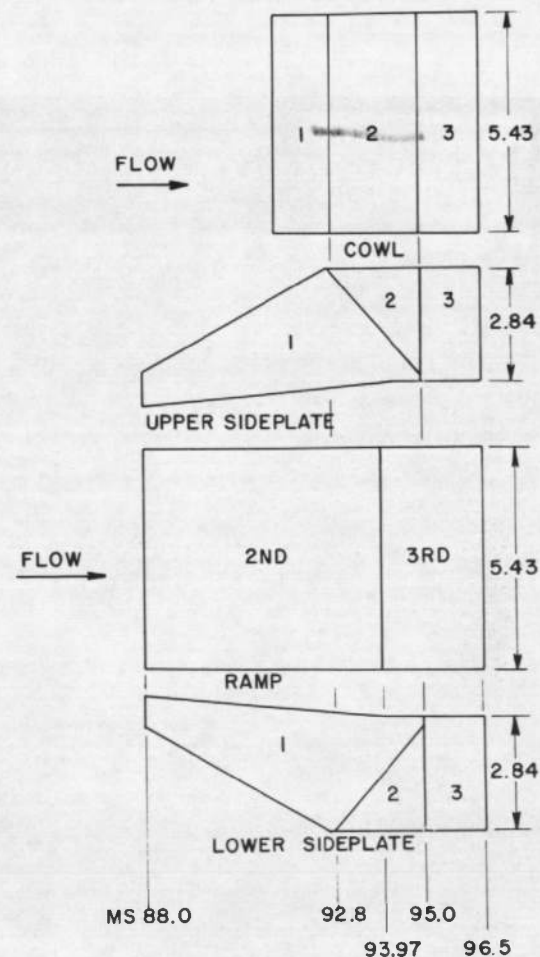 5.43
1 2 3
FLOW
COWL
2 3
2.84
1
UPPER SIDEPLATE
2ND 3RD
FLOW
5.43
RAMP
1
2.84
2 3
LOWER SIDEPLATE
MS 88.0 92.8 95.0
93.97 96.5